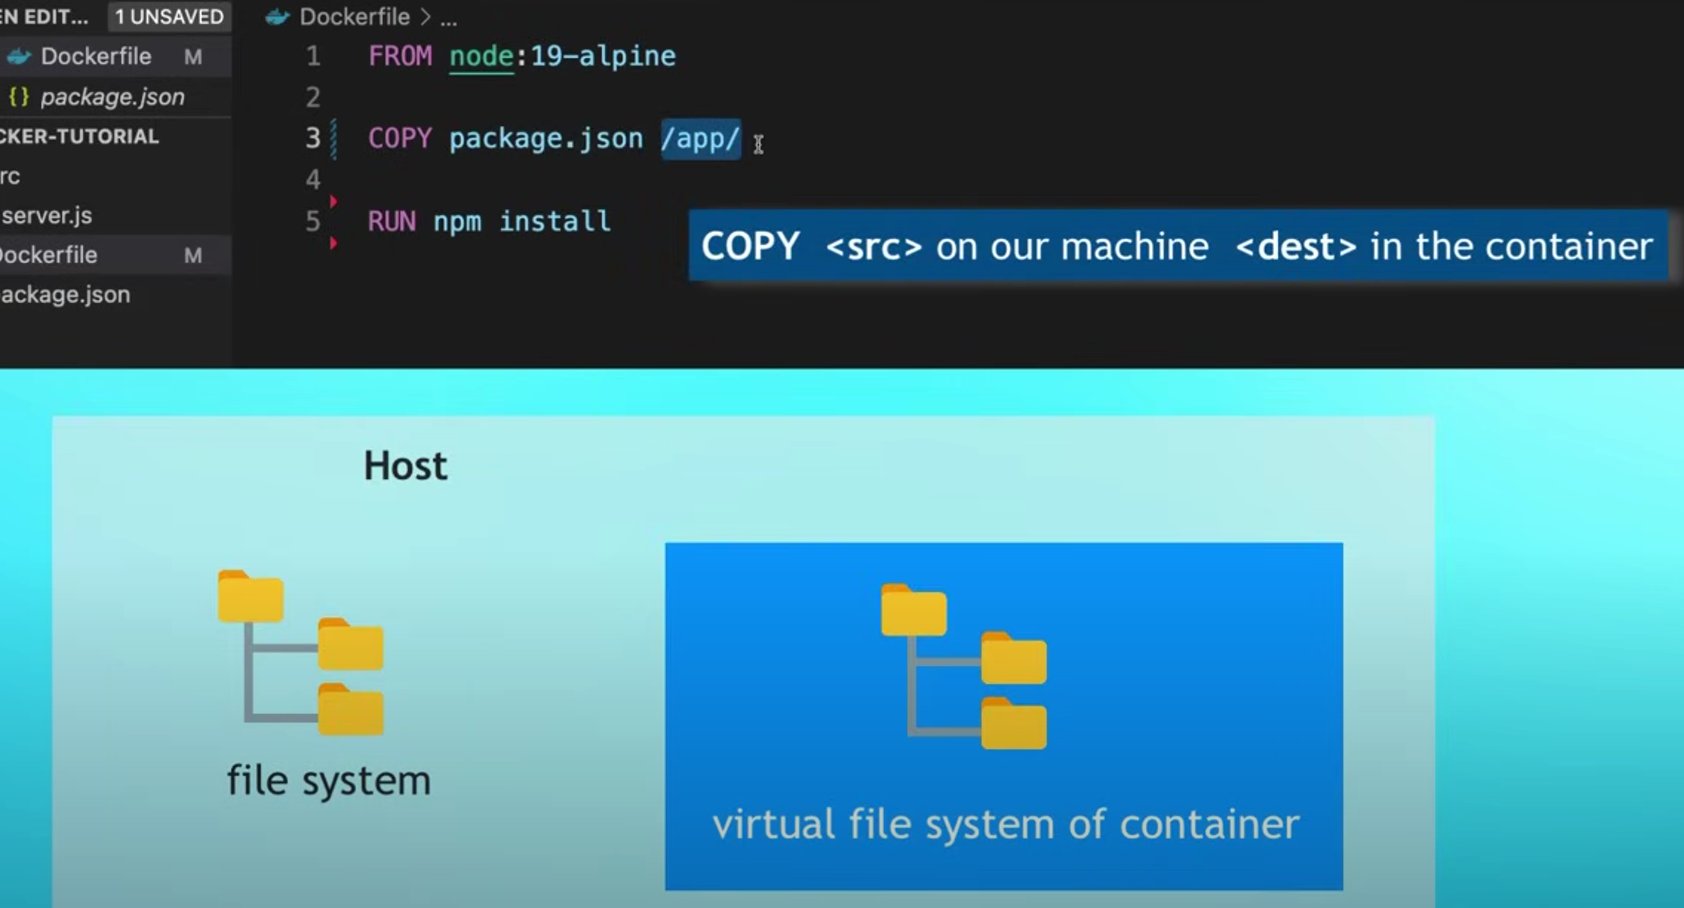 EN EDIT... 1 UNSAVED
Dockerfile M
{} package.json
CKER-TUTORIAL
rc
server.js
Dockerfile M
ackage.json
Dockerfile > ...
1 FROM node:19-alpine
2
3 COPY package.json /app/
4
5 RUN npm install
COPY <src> on our machine <dest> in the container
Host
file system
virtual file system of container